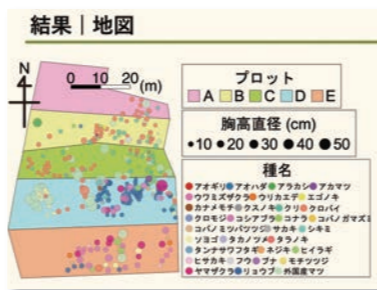 結果｜地図
N
0 10 20 (m)
プロット
A B C D E
胸高直径 (cm)
10 20 30 40 50
種名
アオギリ アオハダ アラカシ アカマツ
ウワミズザクラ ウリカエデ エゴノキ
カナメモチ クスノキ クリ クロバイ
クロモジ コシアブラ コナラ コバノガマズミ
コバノミツバツツジ サカキ シキミ
ソヨゴ タカノツメ タラノキ
タンナサワフタギ ネジキ ヒイラギ
ヒサカキ フウ ブナ モチツツジ
ヤマザクラ リョウブ 外国産マツ